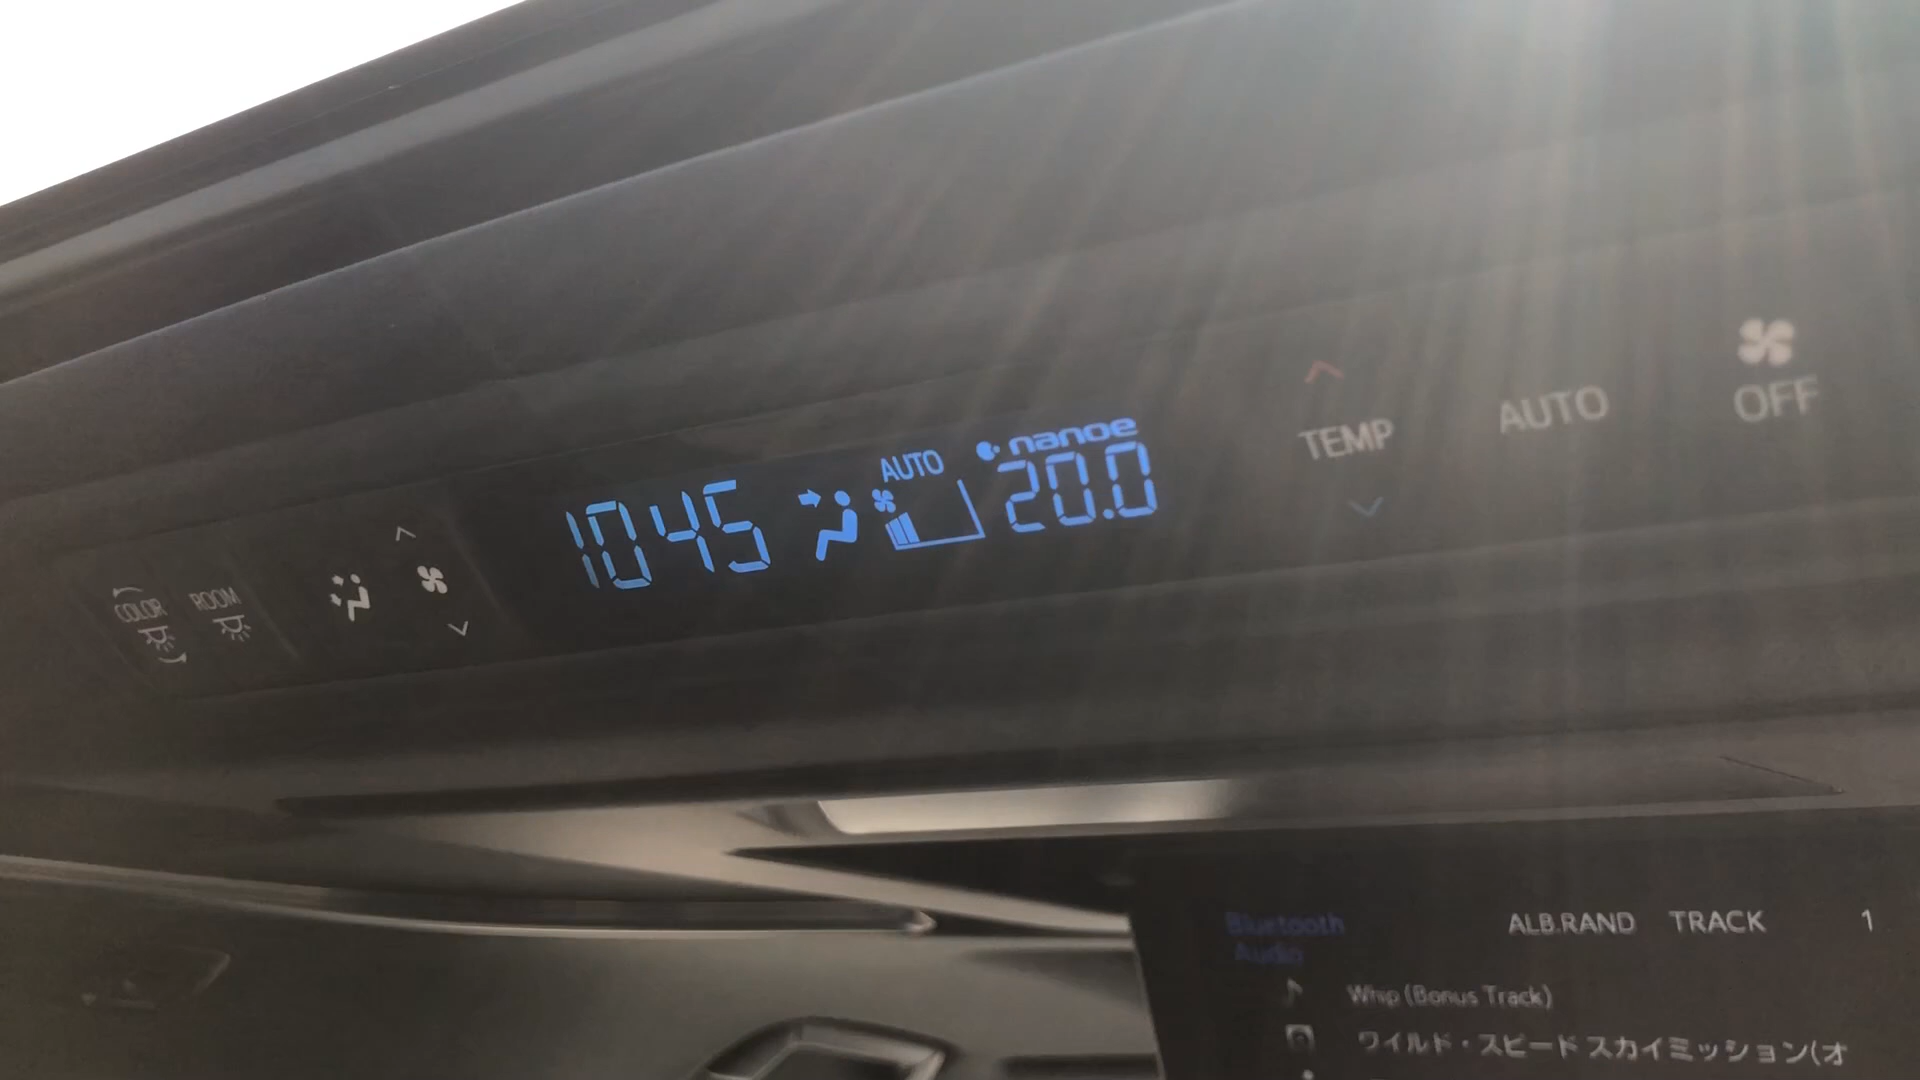 COLOR
ROOM
1045
AUTO
nanoe
20.0
TEMP
AUTO
OFF
Bluetooth
Audio
ALB.RAND TRACK 1
Whip (Bonus Track)
ワイルド・スピード スカイミッション(オ